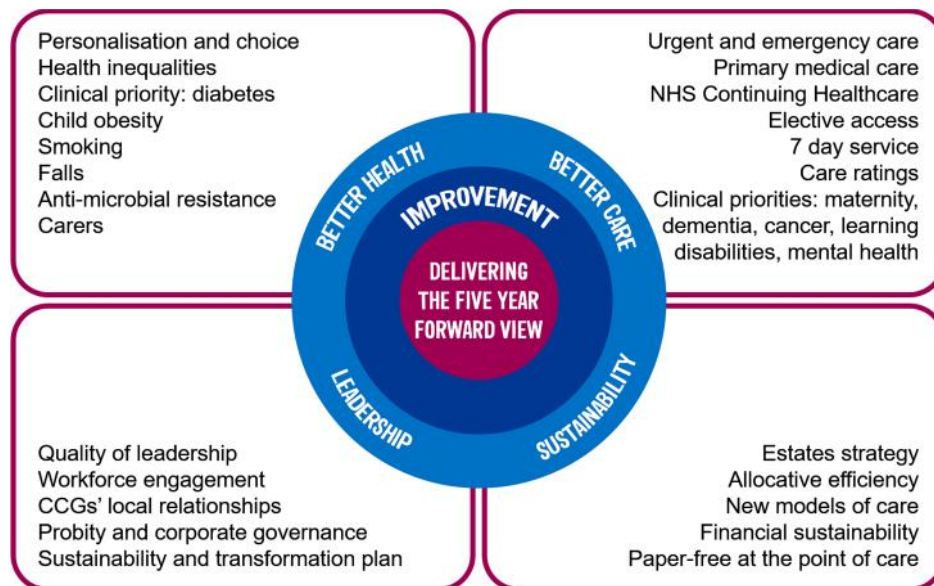 Personalisation and choice
Health inequalities
Clinical priority: diabetes
Child obesity
Smoking
Falls
Anti-microbial resistance
Carers
Urgent and emergency care
Primary medical care
NHS Continuing Healthcare
Elective access
7 day service
Care ratings
Clinical priorities: maternity,
dementia, cancer, learning
disabilities, mental health
BETTER HEALTH
BETTER CARE
IMPROVEMENT
DELIVERING
THE FIVE YEAR
FORWARD VIEW
LEADERSHIP
SUSTAINABILITY
Quality of leadership
Workforce engagement
CCGs’ local relationships
Probity and corporate governance
Sustainability and transformation plan
Estates strategy
Allocative efficiency
New models of care
Financial sustainability
Paper-free at the point of care